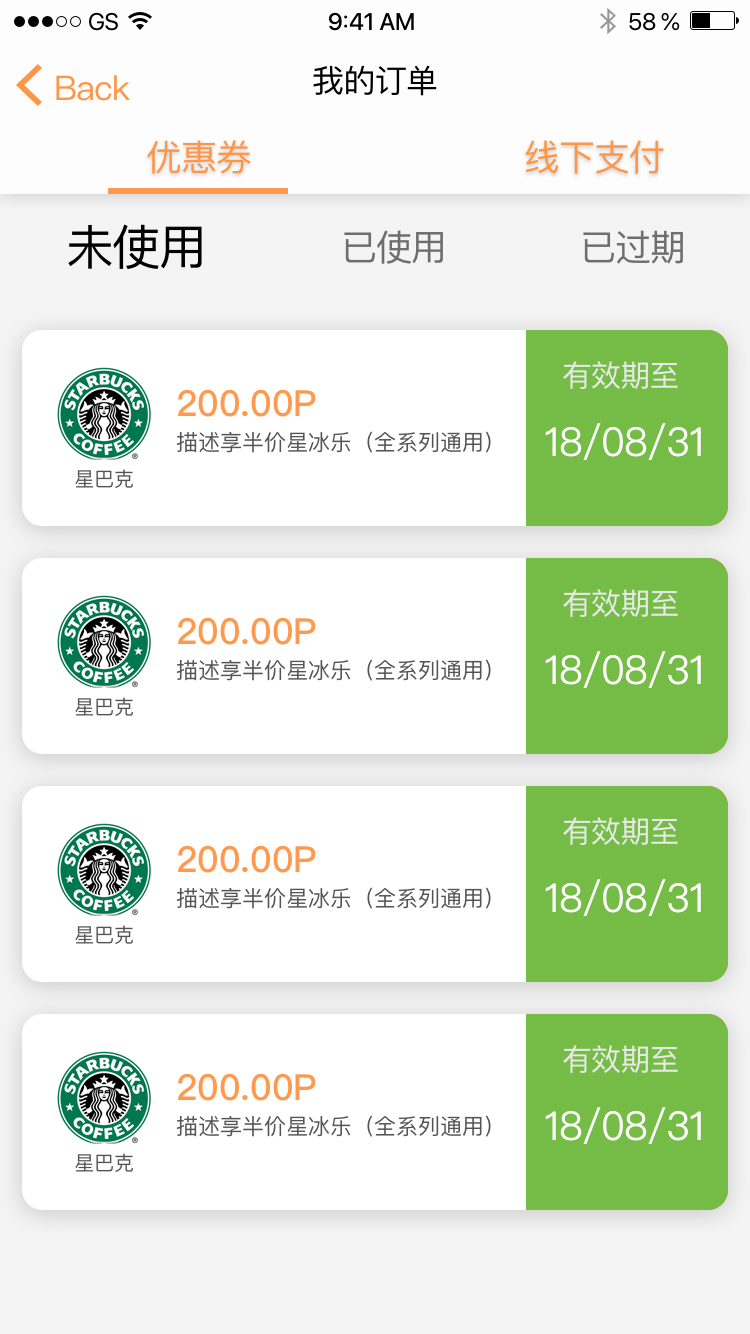 GS 9:41 AM 58 %
Back 我的订单
优惠券 线下支付
未使用 已使用 已过期
STARBUCKS
COFFEE
®
星巴克
200.00P
描述享半价星冰乐（全系列通用）
有效期至
18/08/31
STARBUCKS
COFFEE
®
星巴克
200.00P
描述享半价星冰乐（全系列通用）
有效期至
18/08/31
STARBUCKS
COFFEE
®
星巴克
200.00P
描述享半价星冰乐（全系列通用）
有效期至
18/08/31
STARBUCKS
COFFEE
®
星巴克
200.00P
描述享半价星冰乐（全系列通用）
有效期至
18/08/31